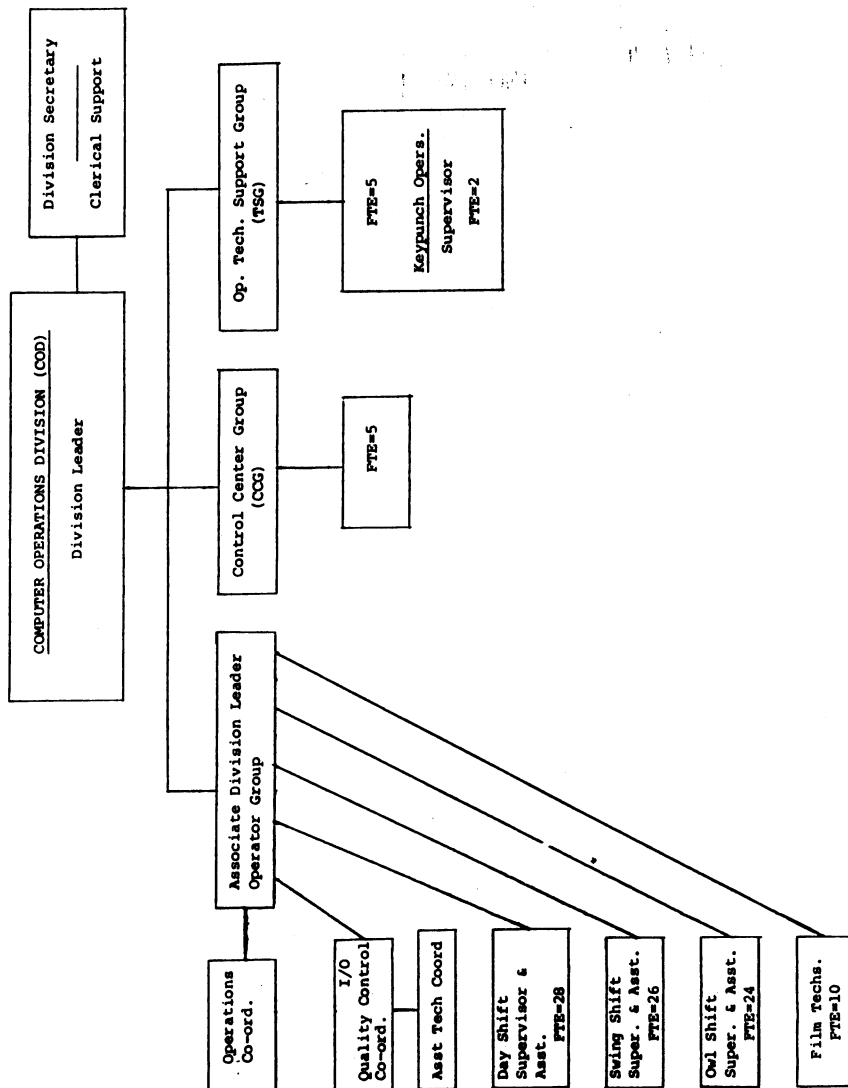 COMPUTER OPERATIONS DIVISION (COD)
Division Leader
Division Secretary
Clerical Support
Associate Division Leader
Operator Group
Control Center Group
(CCG)
Op. Tech. Support Group
(TSG)
Operations
Co-ord.
I/O
Quality Control
Co-ord.
Asst Tech Coord
Day Shift
Supervisor &
Asst.
FTE=28
Swing Shift
Super. & Asst.
FTE=26
Owl Shift
Super. & Asst.
FTE=24
Film Techs.
FTE=10
FTE=5
FTE=5
Keypunch Opers.
Supervisor
FTE=2